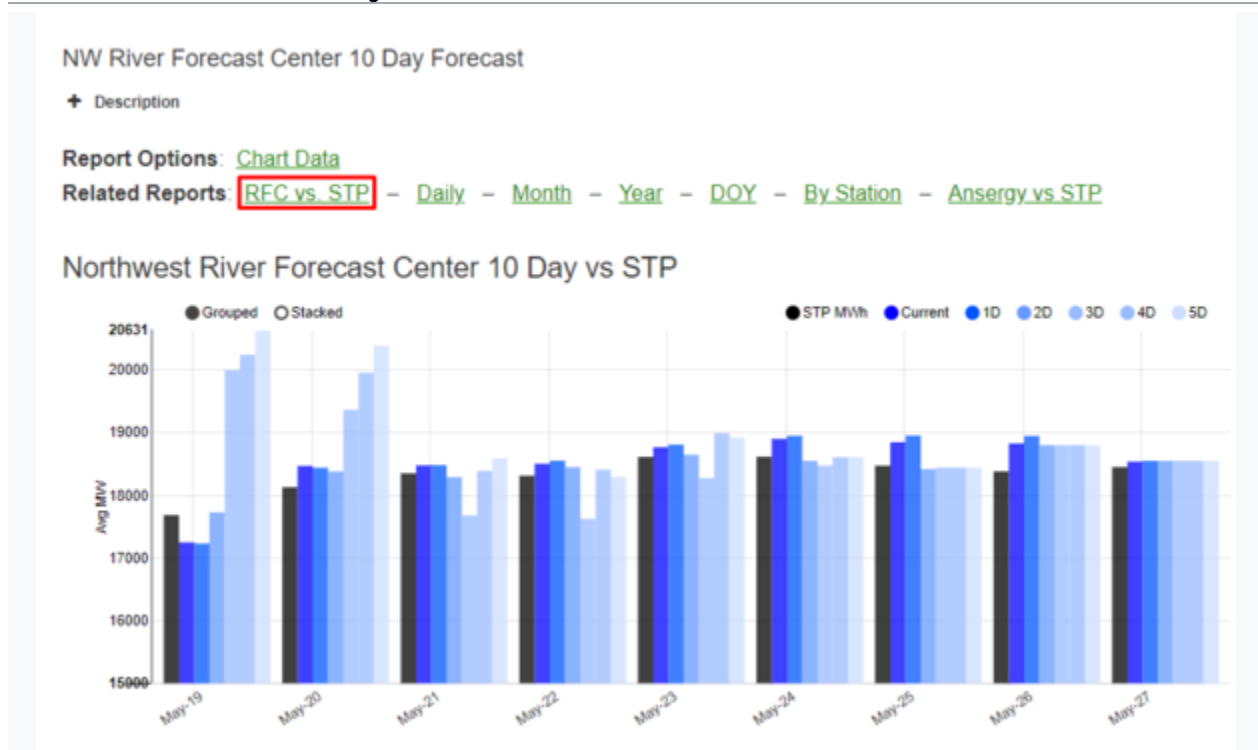 NW River Forecast Center 10 Day Forecast
+ Description
Report Options: Chart Data
Related Reports: RFC vs. STP – Daily – Month – Year – DOY – By Station – Ansergy vs STP
Northwest River Forecast Center 10 Day vs STP
Grouped Stacked STP MWh Current 1D 2D 3D 4D 5D
20631
20000
19000
18000
17000
16000
15000
Avg MW
May-19 May-20 May-21 May-22 May-23 May-24 May-25 May-26 May-27